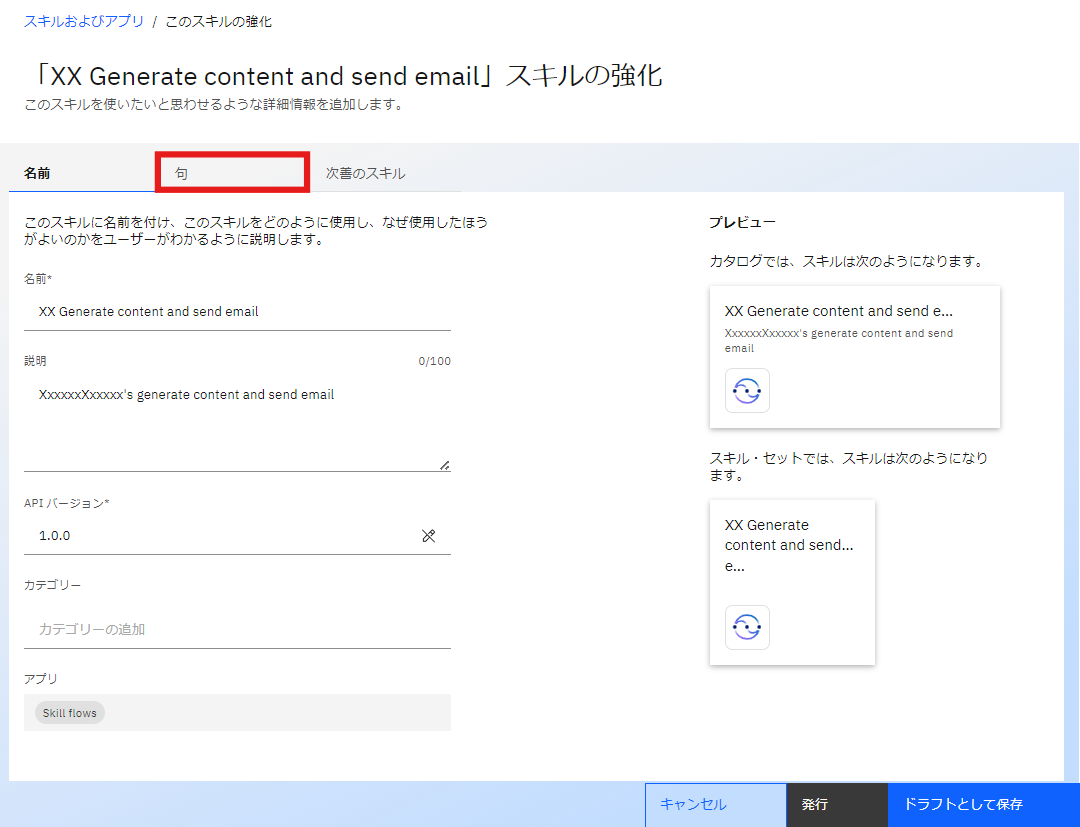 スキルおよびアプリ / このスキルの強化
「XX Generate content and send email」スキルの強化
このスキルを使いたいと思わせるような詳細情報を追加します。
名前 句 次善のスキル
このスキルに名前を付け、このスキルをどのように使用し、なぜ使用したほう
がよいのかをユーザーがわかるように説明します。
名前*
XX Generate content and send email
説明 0/100
XxxxxxXxxxxx's generate content and send email
API バージョン*
1.0.0
カテゴリー
カテゴリーの追加
アプリ
Skill flows
プレビュー
カタログでは、スキルは次のようになります。
XX Generate content and send e...
XxxxxxXxxxxx's generate content and send
email
スキル・セットでは、スキルは次のようになり
ます。
XX Generate
content and send...
e...
キャンセル 発行 ドラフトとして保存